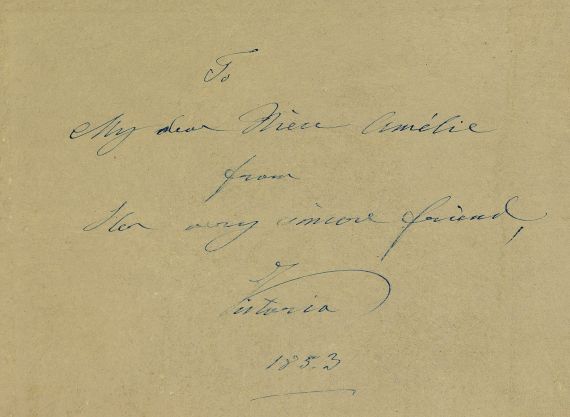 To
My dear Niece Amélie
from
Her very sincere friend,
Victoria
1853